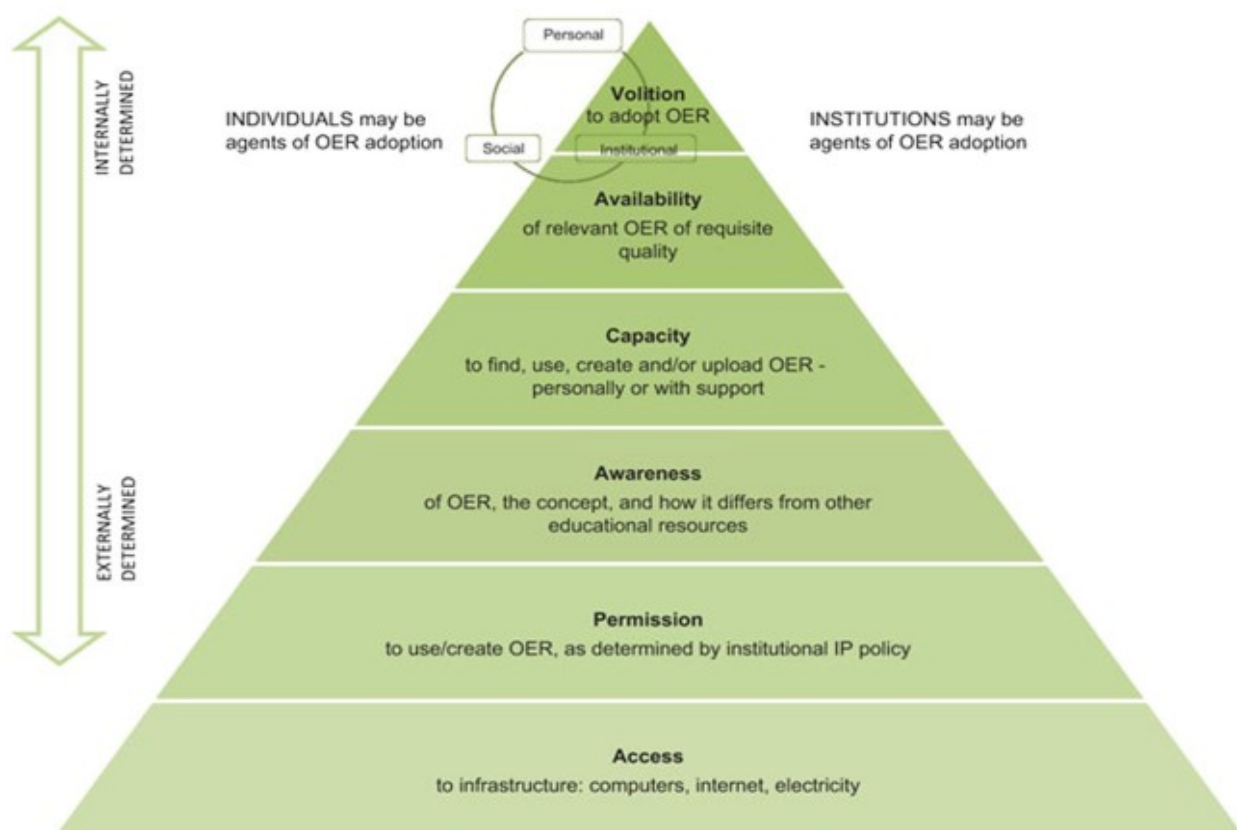 Personal
INTERNALLY
DETERMINED
INDIVIDUALS may be
agents of OER adoption
Volition
to adopt OER
INSTITUTIONS may be
agents of OER adoption
Social
Institutional
Availability
of relevant OER of requisite
quality
Capacity
to find, use, create and/or upload OER -
personally or with support
EXTERNALLY
DETERMINED
Awareness
of OER, the concept, and how it differs from other
educational resources
Permission
to use/create OER, as determined by institutional IP policy
Access
to infrastructure: computers, internet, electricity